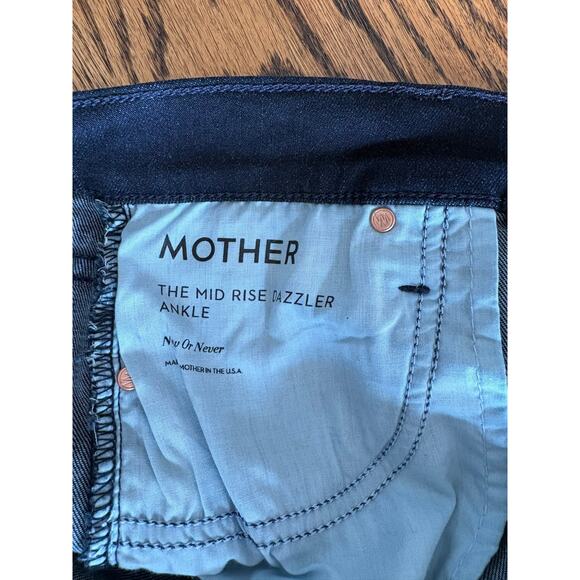 MOTHER
THE MID RISE DAZZLER
ANKLE
Now Or Never
MOTHER IN THE U.S.A.